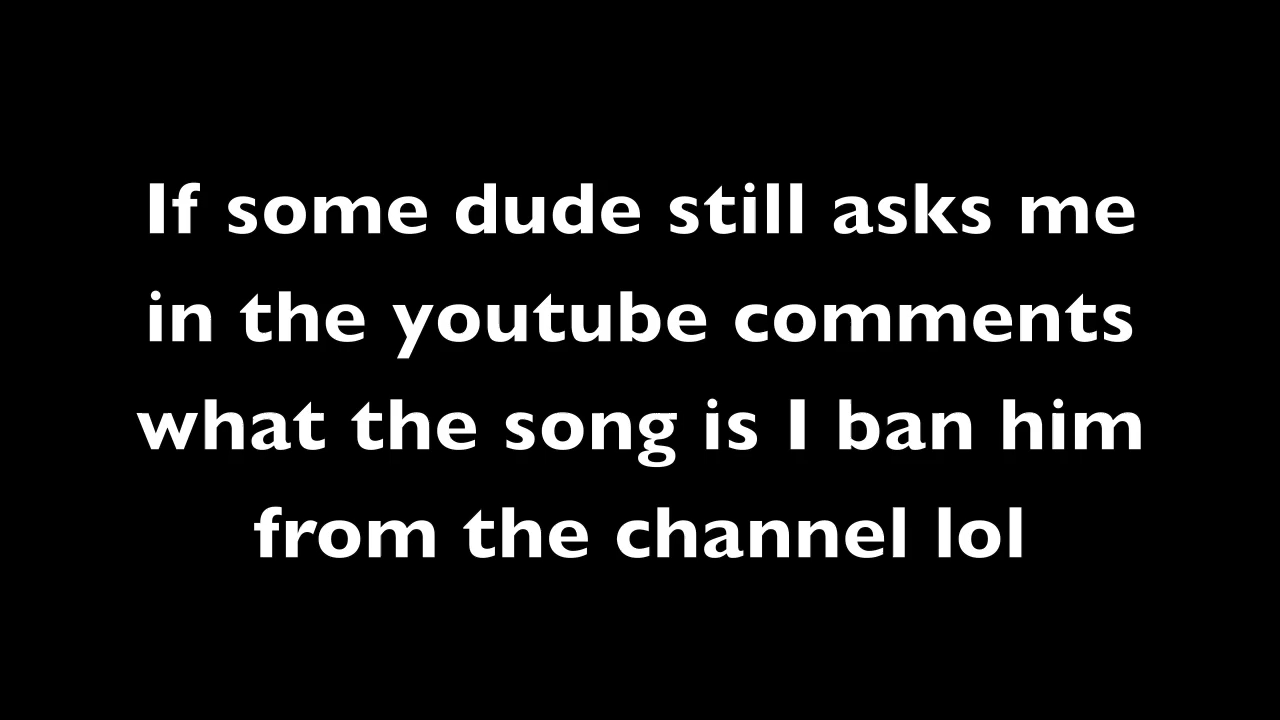 If some dude still asks me
in the youtube comments
what the song is I ban him
from the channel lol